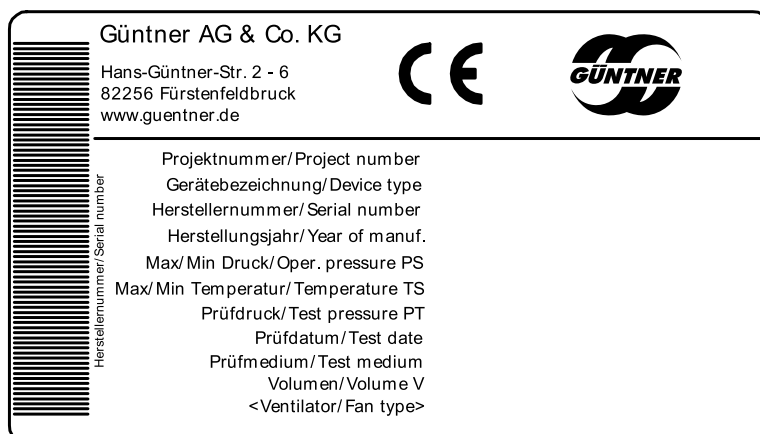 Güntner AG & Co. KG
Hans-Güntner-Str. 2 - 6
82256 Fürstenfeldbruck
www.guentner.de
CE
GÜNTNER
Herstellernummer/Serial number
Projektnummer/Project number
Gerätebezeichnung/Device type
Herstellernummer/Serial number
Herstellungsjahr/Year of manuf.
Max/Min Druck/Oper. pressure PS
Max/Min Temperatur/Temperature TS
Prüfdruck/Test pressure PT
Prüfdatum/Test date
Prüfmedium/Test medium
Volumen/Volume V
<Ventilator/Fan type>